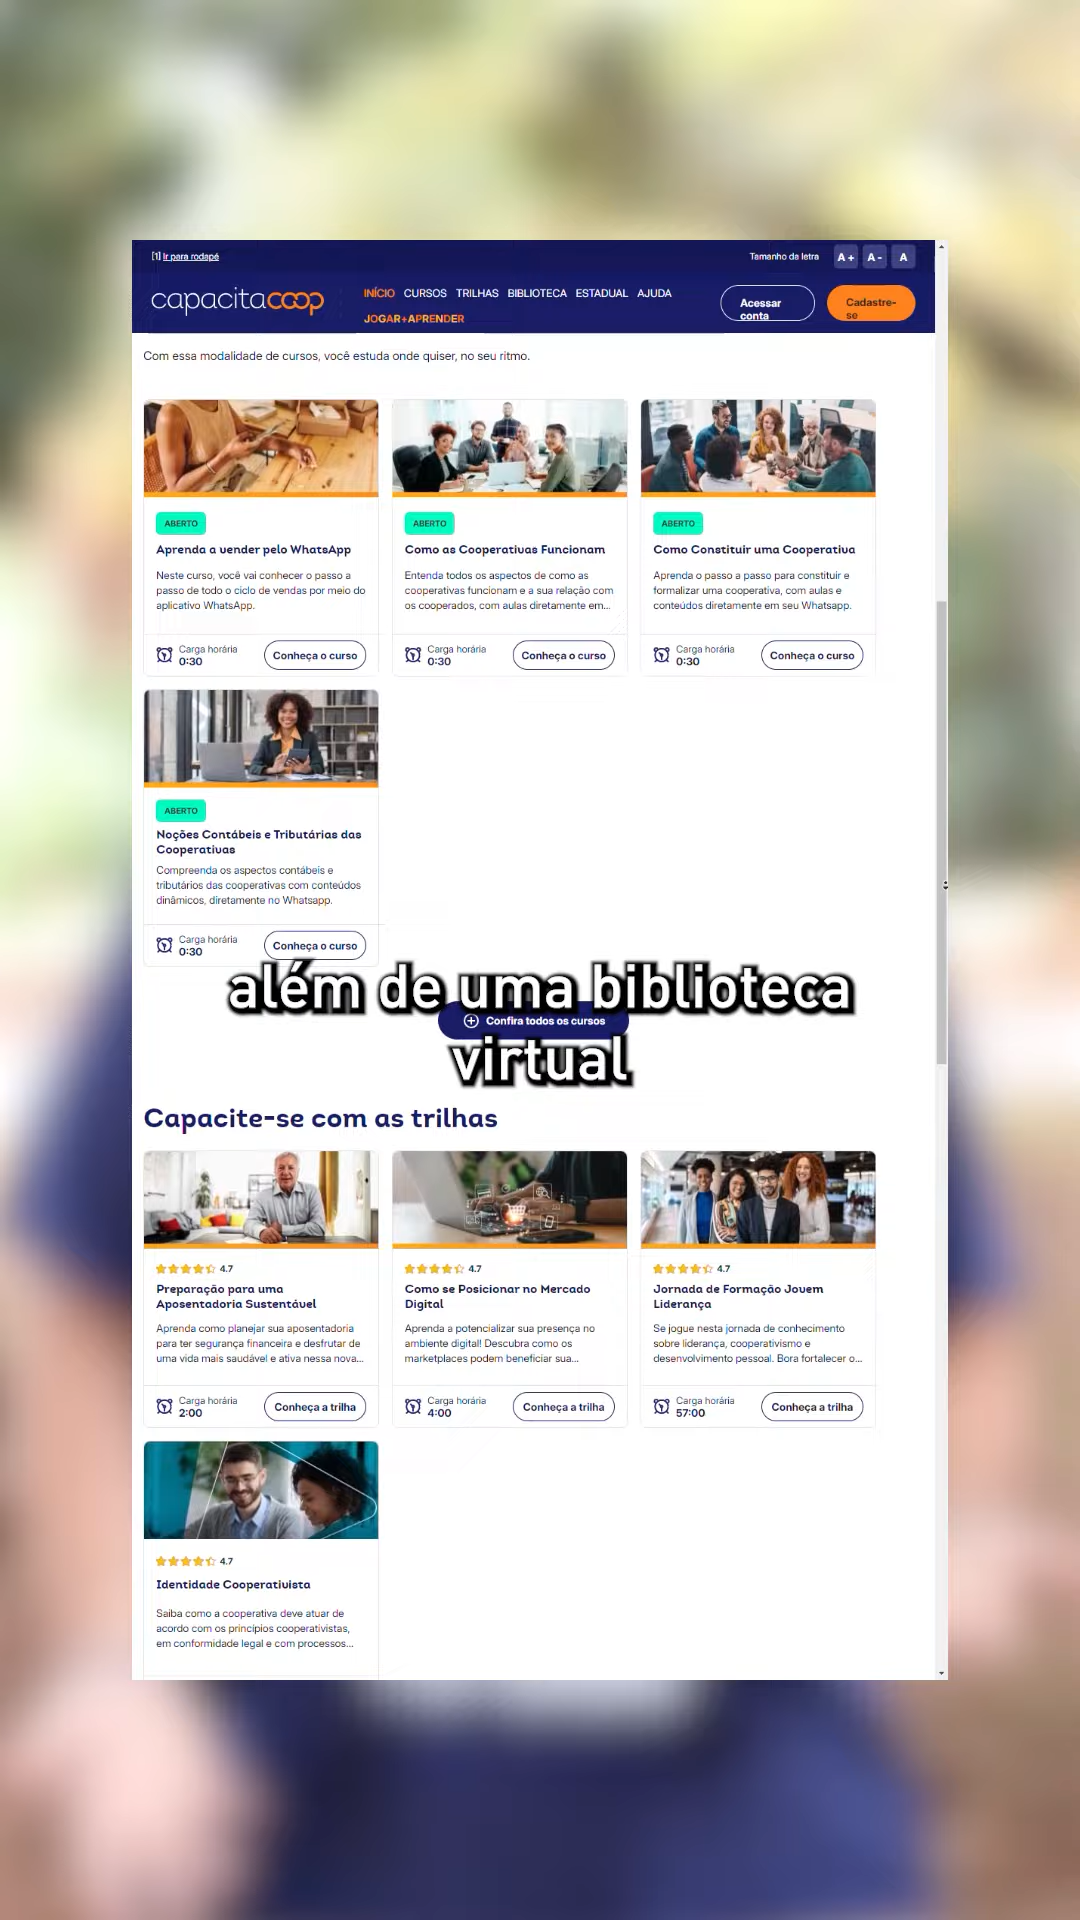 [1] Ir para rodapé
Tamanho da letra
A+ A- A
capacitacoop
INÍCIO CURSOS TRILHAS BIBLIOTECA ESTADUAL AJUDA
JOGAR+APRENDER
Acessar
conta
Cadastre-
se
Com essa modalidade de cursos, você estuda onde quiser, no seu ritmo.
ABERTO
Aprenda a vender pelo WhatsApp
Neste curso, você vai conhecer o passo a
passo de todo o ciclo de vendas por meio do
aplicativo WhatsApp.
Carga horária
0:30
Conheça o curso
ABERTO
Como as Cooperativas Funcionam
Entenda todos os aspectos de como as
cooperativas funcionam e a sua relação com
os cooperados, com aulas diretamente em...
Carga horária
0:30
Conheça o curso
ABERTO
Como Constituir uma Cooperativa
Aprenda o passo a passo para constituir e
formalizar uma cooperativa, com aulas e
conteúdos diretamente em seu Whatsapp.
Carga horária
0:30
Conheça o curso
ABERTO
Noções Contábeis e Tributárias das
Cooperativas
Compreenda os aspectos contábeis e
tributários das cooperativas com conteúdos
dinâmicos, diretamente no Whatsapp.
Carga horária
0:30
Conheça o curso
além de uma biblioteca
Confira todos os cursos
virtual
Capacite-se com as trilhas
4.7
Preparação para uma
Aposentadoria Sustentável
Aprenda como planejar sua aposentadoria
para ter segurança financeira e desfrutar de
uma vida mais saudável e ativa nessa nova...
Carga horária
2:00
Conheça a trilha
4.7
Como se Posicionar no Mercado
Digital
Aprenda a potencializar sua presença no
ambiente digital! Descubra como os
marketplaces podem beneficiar sua...
Carga horária
4:00
Conheça a trilha
4.7
Jornada de Formação Jovem
Liderança
Se jogue nesta jornada de conhecimento
sobre liderança, cooperativismo e
desenvolvimento pessoal. Bora fortalecer o...
Carga horária
57:00
Conheça a trilha
4.7
Identidade Cooperativista
Saiba como a cooperativa deve atuar de
acordo com os princípios cooperativistas,
em conformidade legal e com processos...